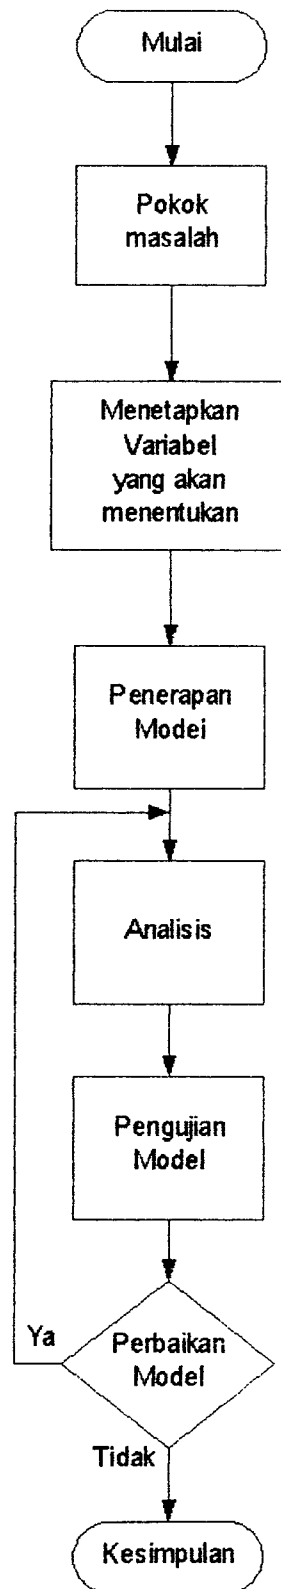 Mulai
Pokok
masalah
Menetapkan
Variabel
yang akan
menentukan
Penerapan
Model
Analisis
Pengujian
Model
Perbaikan
Model
Ya
Tidak
Kesimpulan